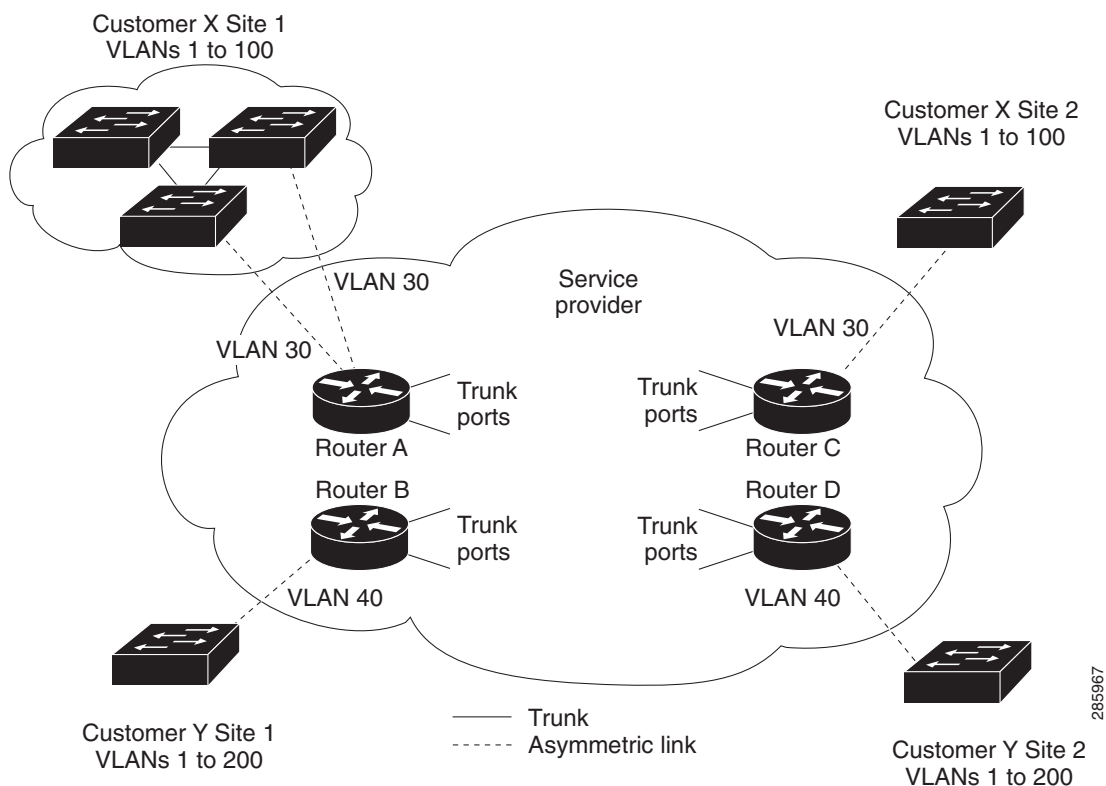 Customer X Site 1
VLANs 1 to 100
Customer X Site 2
VLANs 1 to 100
VLAN 30
Service
provider
VLAN 30
VLAN 30
Trunk
ports
Trunk
ports
Router A
Router C
Router B
Router D
Trunk
ports
Trunk
ports
VLAN 40
VLAN 40
Customer Y Site 1
VLANs 1 to 200
Trunk
Asymmetric link
Customer Y Site 2
VLANs 1 to 200
285967